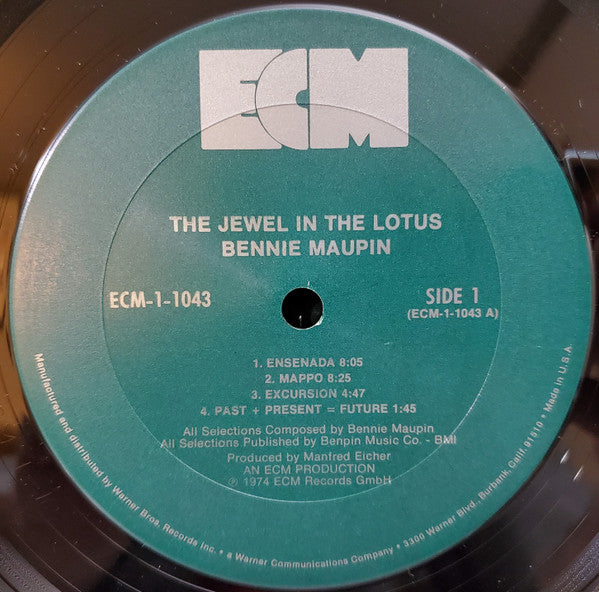 ECM
THE JEWEL IN THE LOTUS
BENNIE MAUPIN
ECM-1-1043
SIDE 1
(ECM-1-1043 A)
1. ENSENADA 8:05
2. MAPPO 8:25
3. EXCURSION 4:47
4. PAST + PRESENT = FUTURE 1:45
All Selections Composed by Bennie Maupin
All Selections Published by Benpin Music Co. - BMI
Produced by Manfred Eicher
AN ECM PRODUCTION
℗ 1974 ECM Records GmbH
Manufactured and distributed by Warner Bros. Records Inc. • a Warner Communications Company • 3300 Warner Blvd., Burbank, Calif. 91510 • Made in U.S.A.